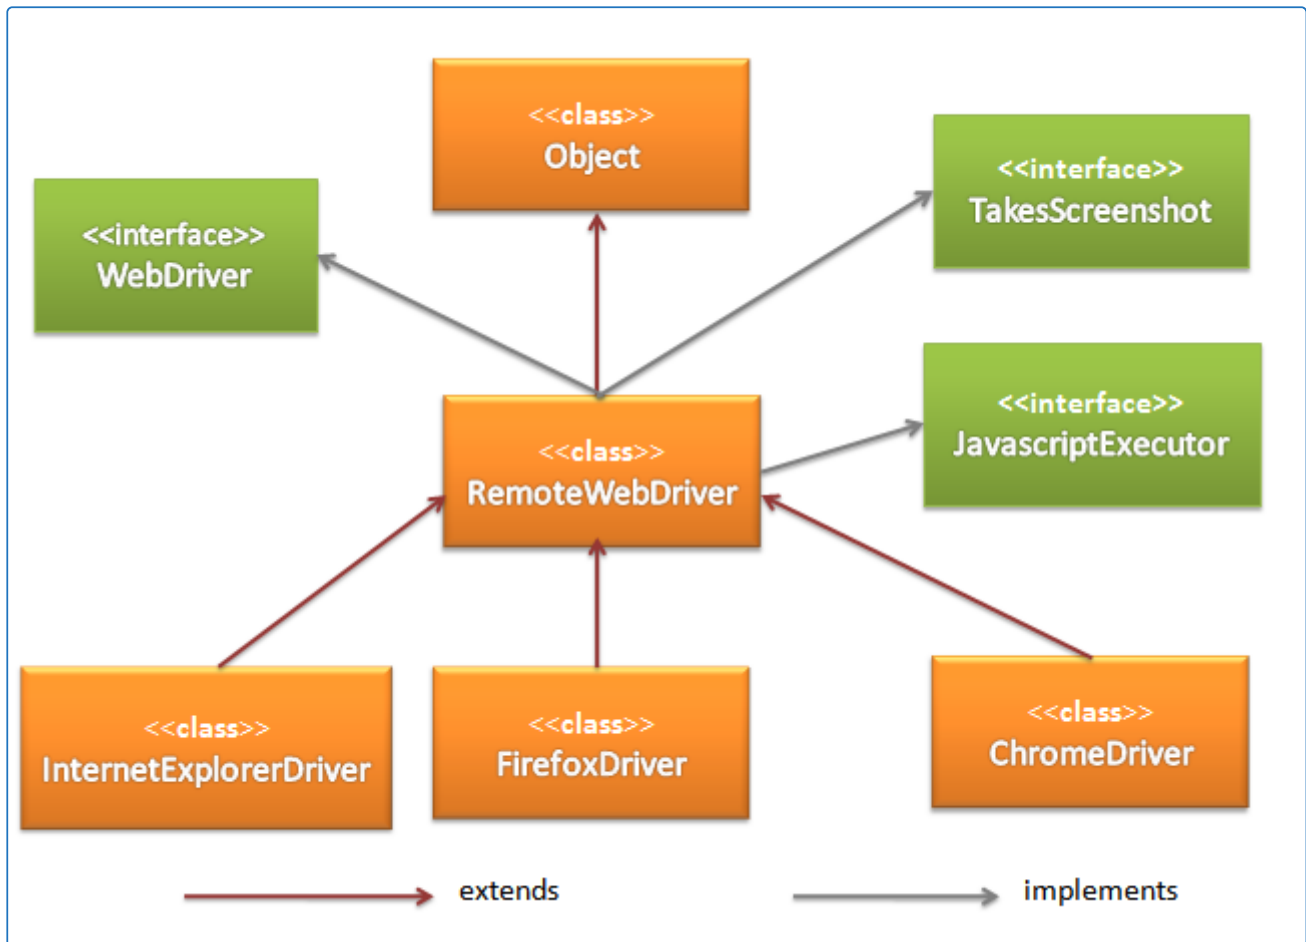 <<class>>
Object
<<interface>>
TakesScreenshot
<<interface>>
WebDriver
<<interface>>
JavascriptExecutor
<<class>>
RemoteWebDriver
<<class>>
InternetExplorerDriver
<<class>>
FirefoxDriver
<<class>>
ChromeDriver
extends
implements